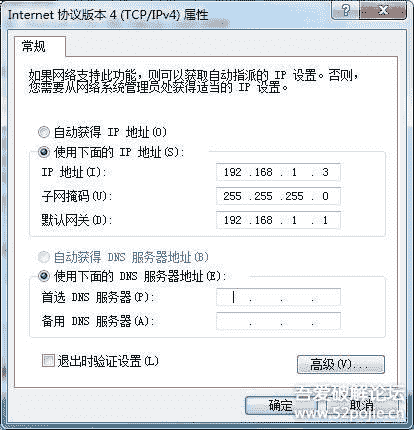 Internet 协议版本 4 (TCP/IPv4) 属性
常规
如果网络支持此功能，则可以获取自动指派的 IP 设置。否则，
您需要从网络系统管理员处获得适当的 IP 设置。
自动获得 IP 地址(O)
使用下面的 IP 地址(S):
IP 地址(I): 192 .168 . 1 . 3
子网掩码(U): 255 .255 .255 . 0
默认网关(D): 192 .168 . 1 . 1
自动获得 DNS 服务器地址(B)
使用下面的 DNS 服务器地址(E):
首选 DNS 服务器(P): . . .
备用 DNS 服务器(A): . . .
退出时验证设置(L)
高级(V)...
确定 取消
吾爱破解论坛
www.52pojie.cn